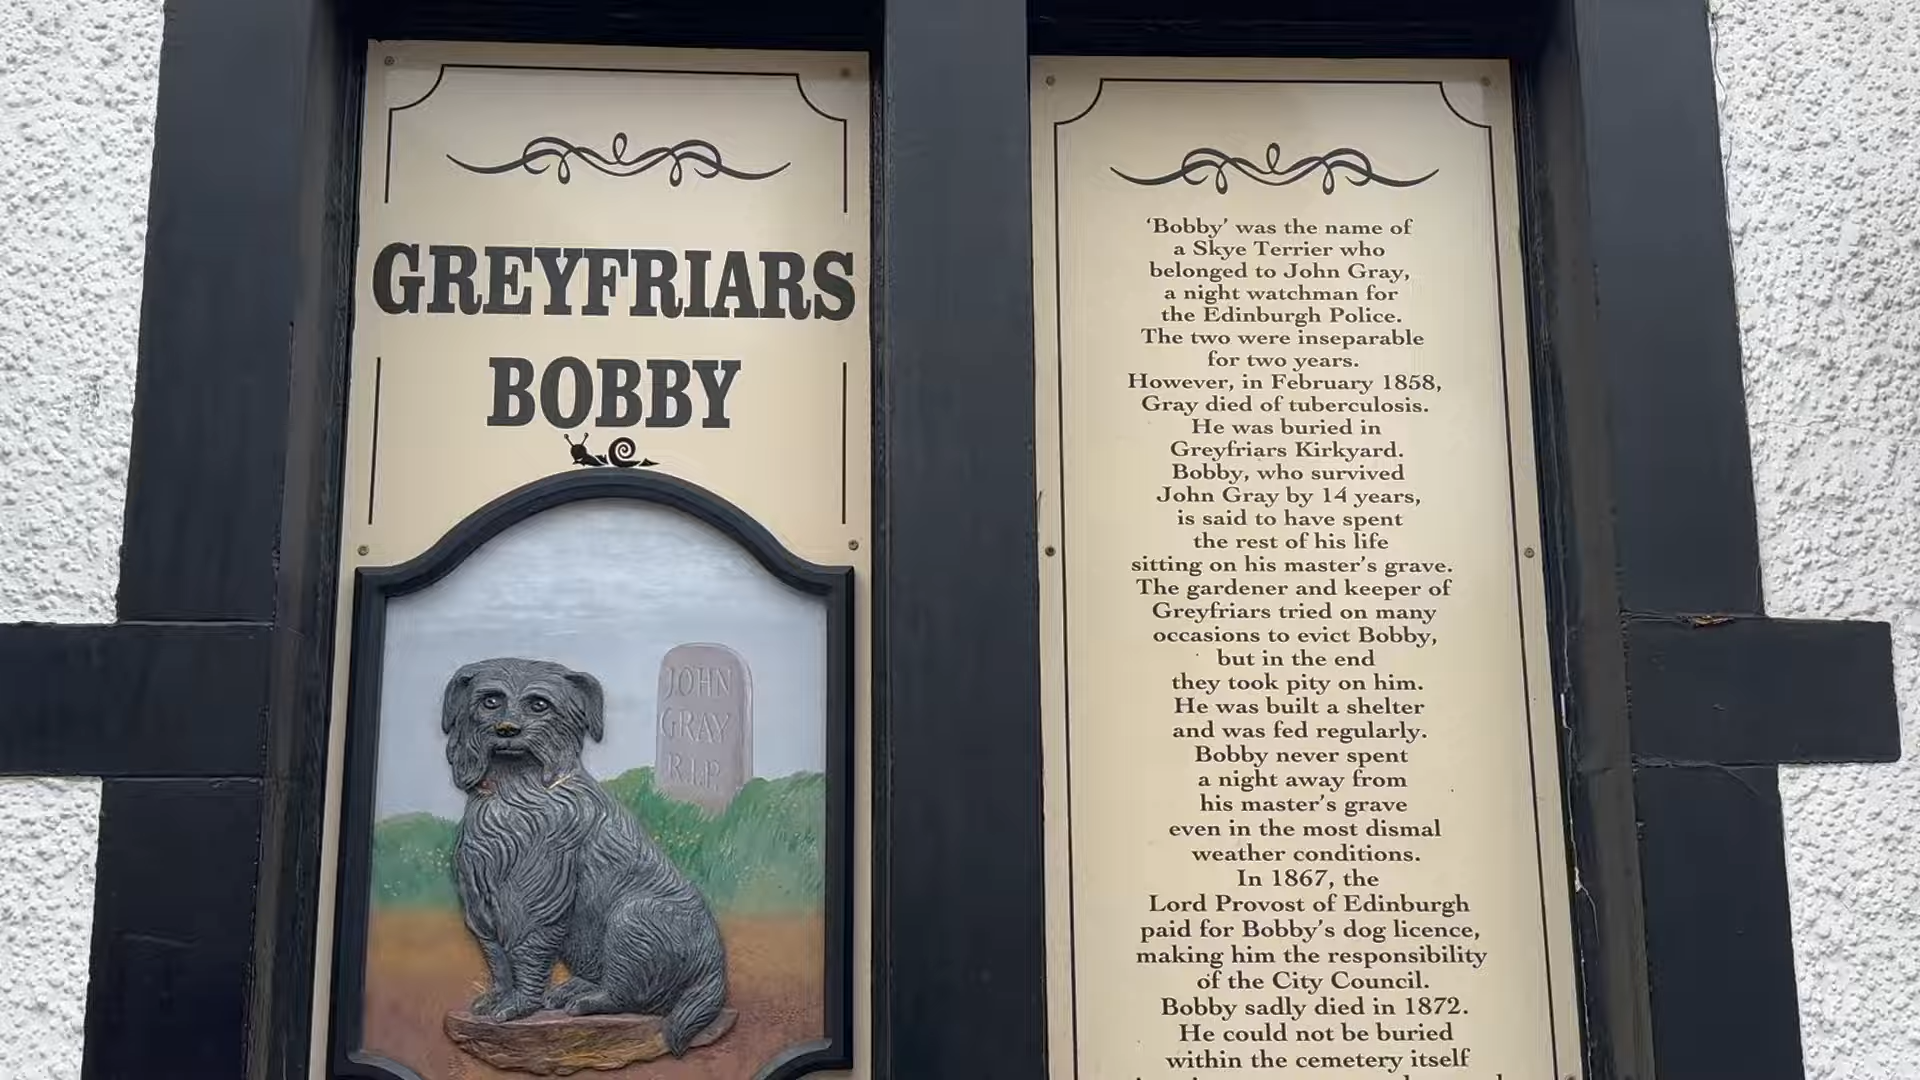 GREYFRIARS
BOBBY
JOHN
GRAY
R.I.P.
‘Bobby’ was the name of
a Skye Terrier who
belonged to John Gray,
a night watchman for
the Edinburgh Police.
The two were inseparable
for two years.
However, in February 1858,
Gray died of tuberculosis.
He was buried in
Greyfriars Kirkyard.
Bobby, who survived
John Gray by 14 years,
is said to have spent
the rest of his life
sitting on his master’s grave.
The gardener and keeper of
Greyfriars tried on many
occasions to evict Bobby,
but in the end
they took pity on him.
He was built a shelter
and was fed regularly.
Bobby never spent
a night away from
his master’s grave
even in the most dismal
weather conditions.
In 1867, the
Lord Provost of Edinburgh
paid for Bobby’s dog licence,
making him the responsibility
of the City Council.
Bobby sadly died in 1872.
He could not be buried
within the cemetery itself